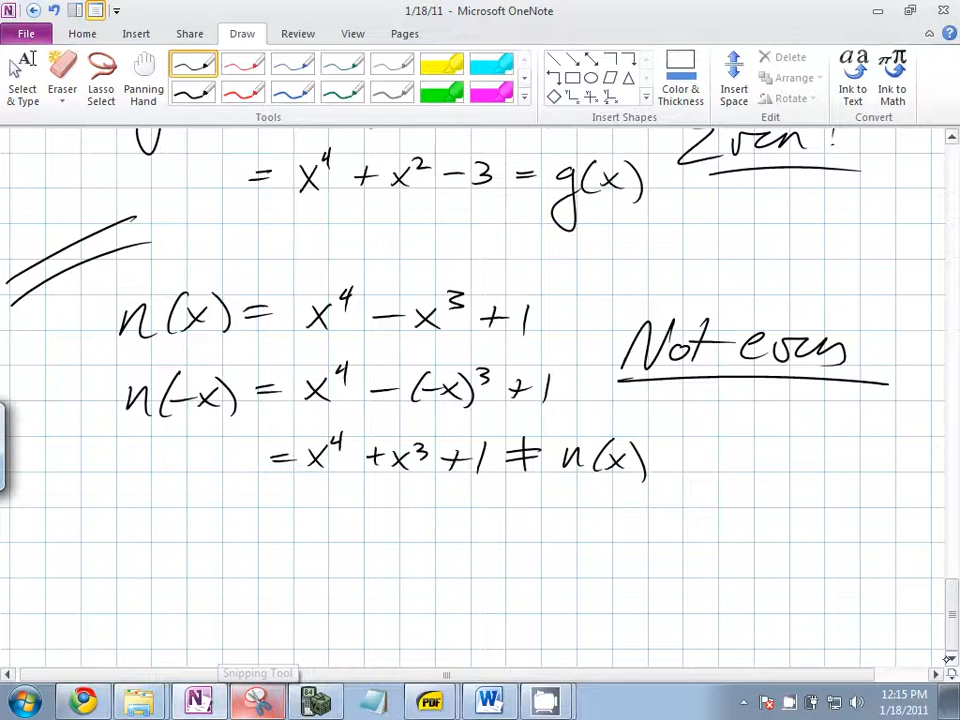 1/18/11 - Microsoft OneNote
File Home Insert Share Draw Review View Pages
Select & Type Eraser Lasso Select Panning Hand Color & Thickness Insert Space Delete Arrange Rotate Ink to Text Ink to Math
Tools Insert Shapes Edit Convert
Even!
= x⁴ + x² - 3 = g(x)
n(x) = x⁴ - x³ + 1
Not even
n(-x) = x⁴ - (-x)³ + 1
= x⁴ + x³ + 1 ≠ n(x)
Snipping Tool
12:15 PM
1/18/2011